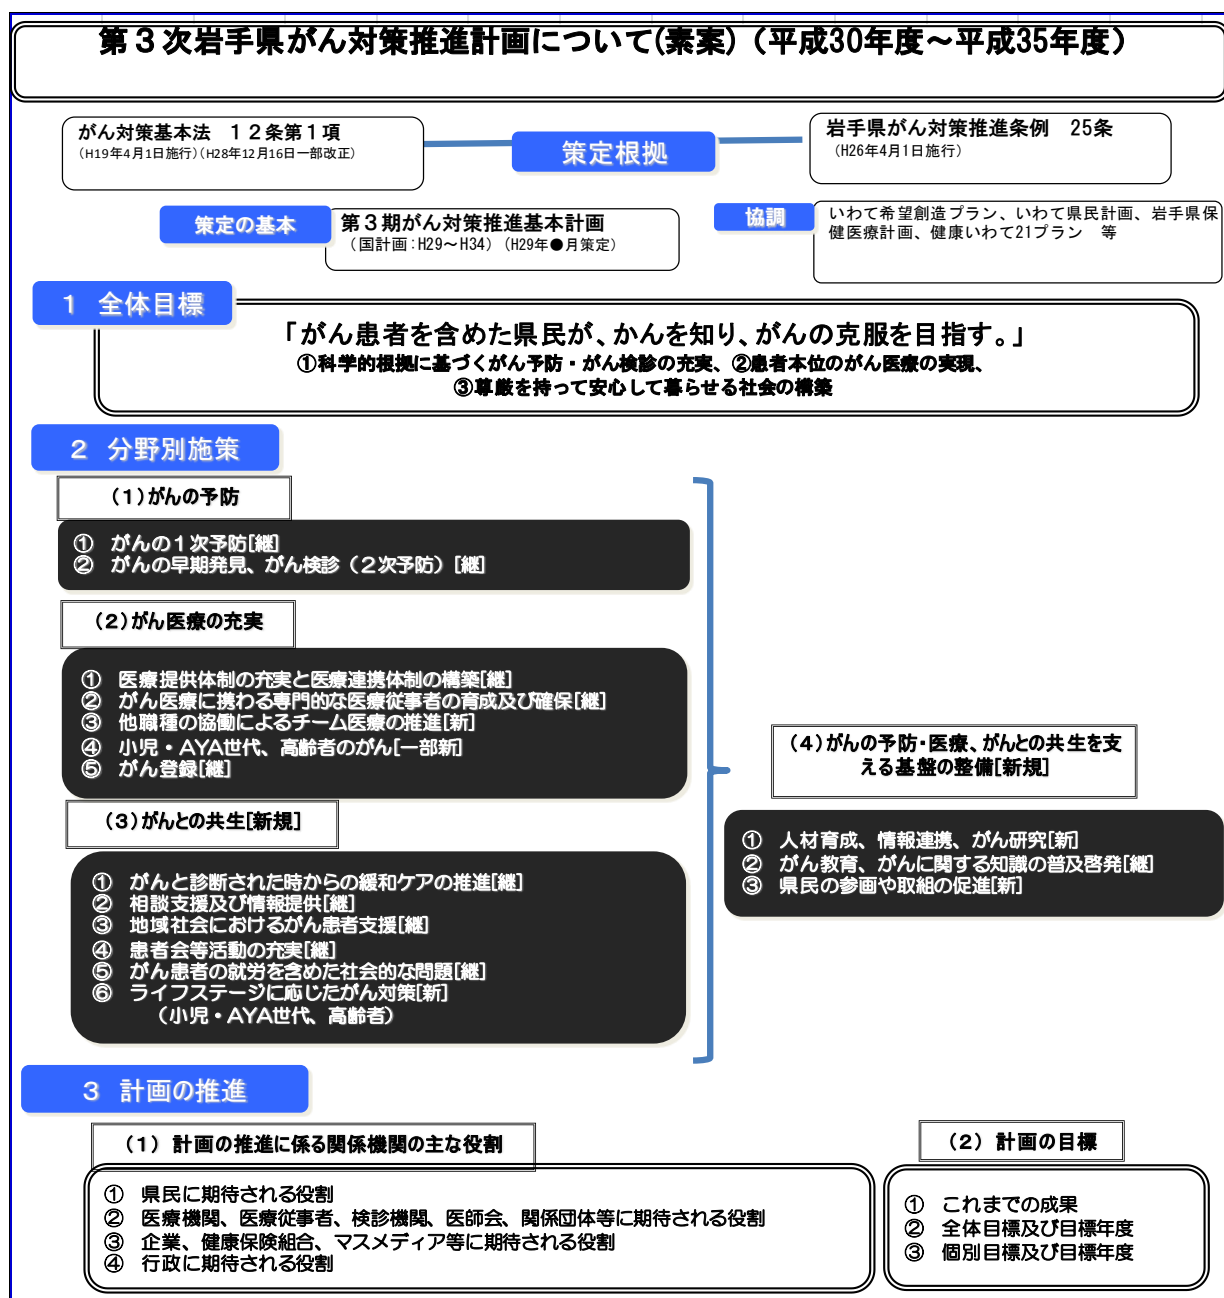 第３次岩手県がん対策推進計画について(素案)（平成30年度～平成35年度）
がん対策基本法　１２条第１項
（H19年4月1日施行）（H28年12月16日一部改正）
策定根拠
岩手県がん対策推進条例　25条
（H26年4月1日施行）
策定の基本
第３期がん対策推進基本計画
（国計画：H29～H34）（H29年●月策定）
協調
いわて希望創造プラン、いわて県民計画、岩手県保
健医療計画、健康いわて21プラン　等
１　全体目標
「がん患者を含めた県民が、かんを知り、がんの克服を目指す。」
①科学的根拠に基づくがん予防・がん検診の充実、②患者本位のがん医療の実現、
③尊厳を持って安心して暮らせる社会の構築
２　分野別施策
（１）がんの予防
①　がんの１次予防[継]
②　がんの早期発見、がん検診（２次予防）[継]
（２）がん医療の充実
①　医療提供体制の充実と医療連携体制の構築[継]
②　がん医療に携わる専門的な医療従事者の育成及び確保[継]
③　他職種の協働によるチーム医療の推進[新]
④　小児・AYA世代、高齢者のがん[一部新]
⑤　がん登録[継]
（３）がんとの共生[新規]
①　がんと診断された時からの緩和ケアの推進[継]
②　相談支援及び情報提供[継]
③　地域社会におけるがん患者支援[継]
④　患者会等活動の充実[継]
⑤　がん患者の就労を含めた社会的な問題[継]
⑥　ライフステージに応じたがん対策[新]
（小児・AYA世代、高齢者）
（４）がんの予防・医療、がんとの共生を支
える基盤の整備[新規]
①　人材育成、情報連携、がん研究[新]
②　がん教育、がんに関する知識の普及啓発[継]
③　県民の参画や取組の促進[新]
３　計画の推進
（１）計画の推進に係る関係機関の主な役割
①　県民に期待される役割
②　医療機関、医療従事者、検診機関、医師会、関係団体等に期待される役割
③　企業、健康保険組合、マスメディア等に期待される役割
④　行政に期待される役割
（２）計画の目標
①　これまでの成果
②　全体目標及び目標年度
③　個別目標及び目標年度